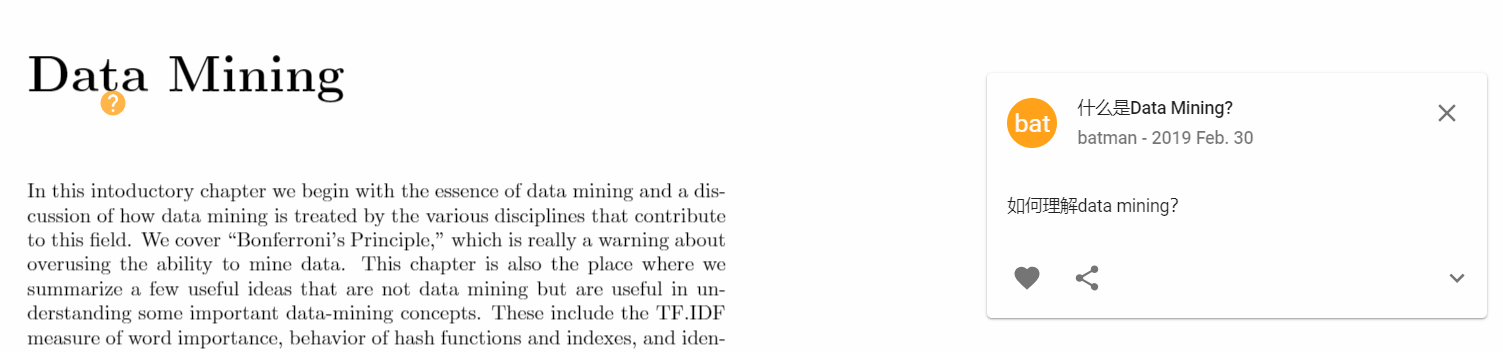 Data Mining
?
In this intoductory chapter we begin with the essence of data mining and a dis-
cussion of how data mining is treated by the various disciplines that contribute
to this field. We cover “Bonferroni’s Principle,” which is really a warning about
overusing the ability to mine data. This chapter is also the place where we
summarize a few useful ideas that are not data mining but are useful in un-
derstanding some important data-mining concepts. These include the TF.IDF
measure of word importance, behavior of hash functions and indexes, and iden-
bat
什么是Data Mining?
batman - 2019 Feb. 30
如何理解data mining?